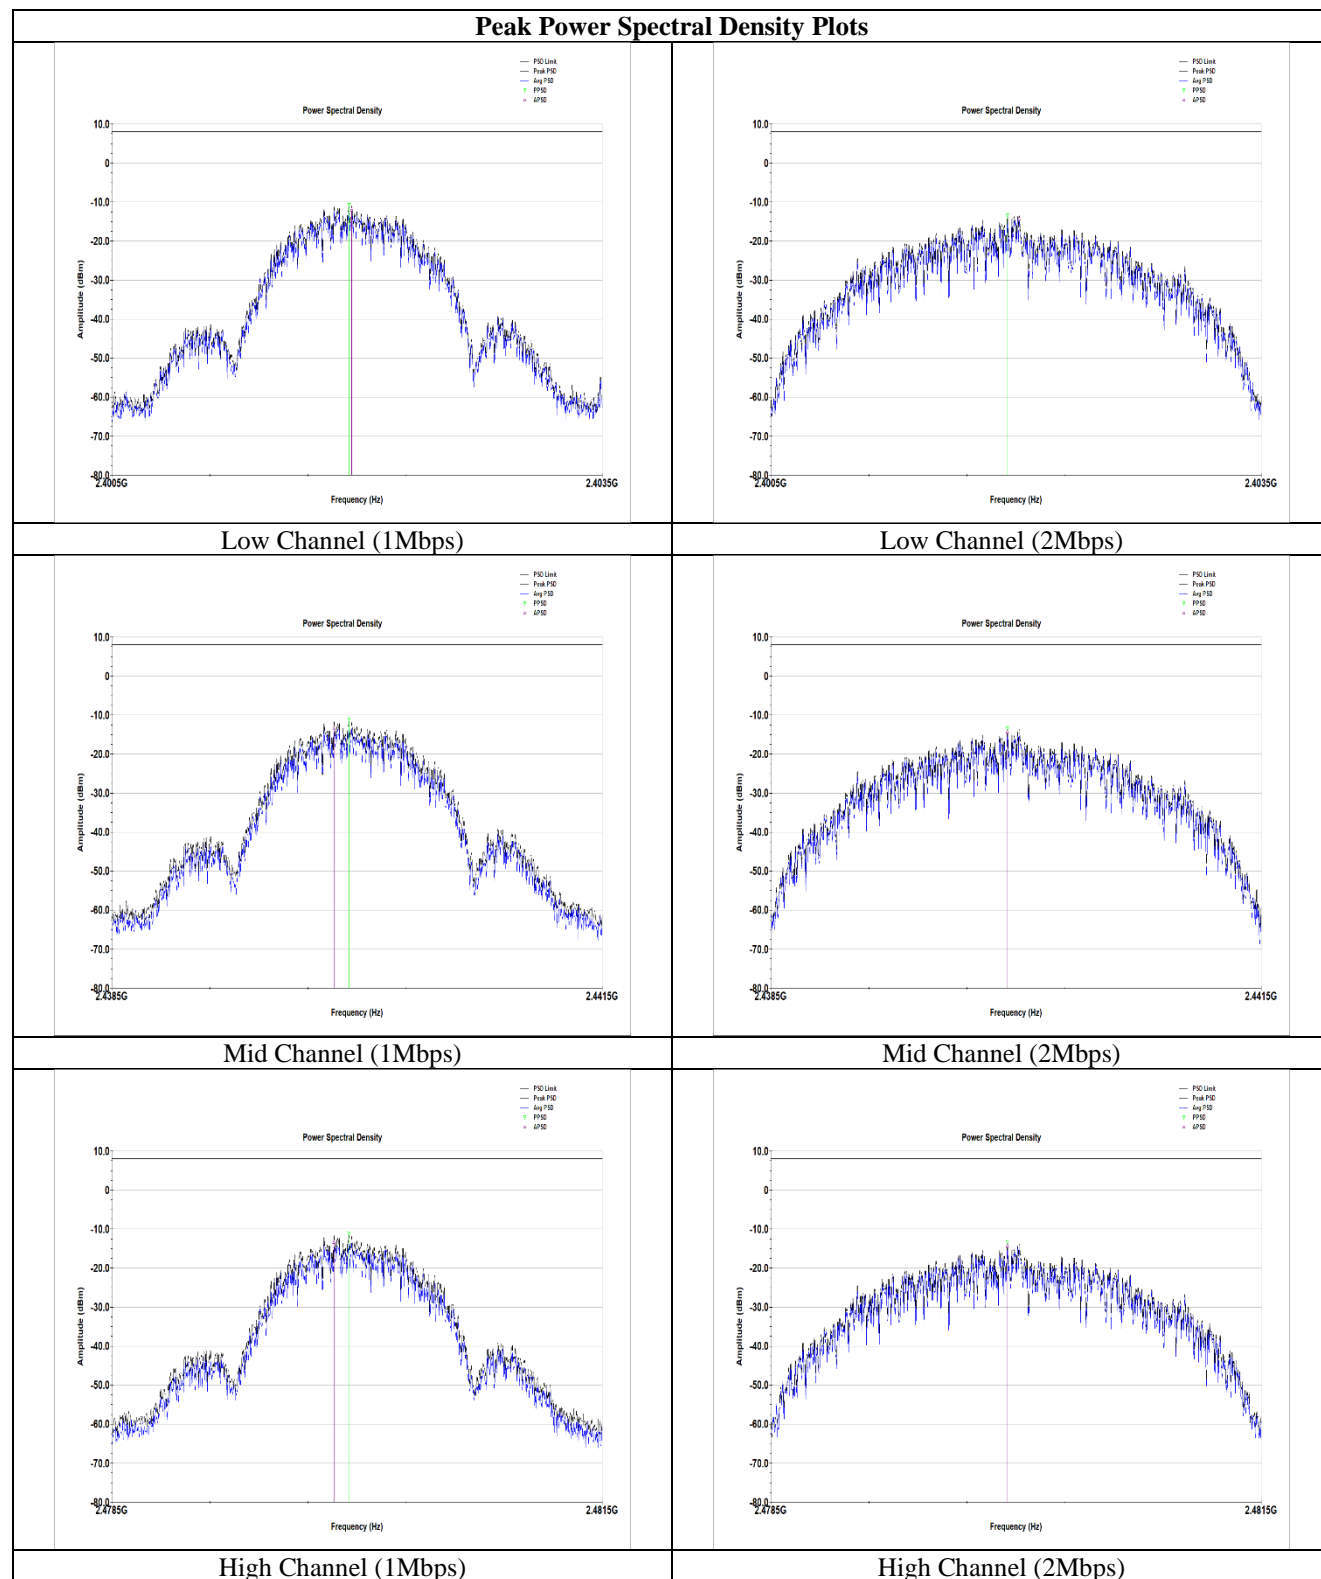 Peak Power Spectral Density Plots
PSD Limit
Peak PSD
Avg PSD
PPSD
APSD
Power Spectral Density
10.0
0
-10.0
-20.0
-30.0
-40.0
-50.0
-60.0
-70.0
-80.0
Amplitude (dBm)
2.4005G
2.4035G
Frequency (Hz)
PSD Limit
Peak PSD
Avg PSD
PPSD
APSD
Power Spectral Density
10.0
0
-10.0
-20.0
-30.0
-40.0
-50.0
-60.0
-70.0
-80.0
Amplitude (dBm)
2.4005G
2.4035G
Frequency (Hz)
Low Channel (1Mbps)
Low Channel (2Mbps)
PSD Limit
Peak PSD
Avg PSD
PPSD
APSD
Power Spectral Density
10.0
0
-10.0
-20.0
-30.0
-40.0
-50.0
-60.0
-70.0
-80.0
Amplitude (dBm)
2.4385G
2.4415G
Frequency (Hz)
PSD Limit
Peak PSD
Avg PSD
PPSD
APSD
Power Spectral Density
10.0
0
-10.0
-20.0
-30.0
-40.0
-50.0
-60.0
-70.0
-80.0
Amplitude (dBm)
2.4385G
2.4415G
Frequency (Hz)
Mid Channel (1Mbps)
Mid Channel (2Mbps)
PSD Limit
Peak PSD
Avg PSD
PPSD
APSD
Power Spectral Density
10.0
0
-10.0
-20.0
-30.0
-40.0
-50.0
-60.0
-70.0
-80.0
Amplitude (dBm)
2.4785G
2.4815G
Frequency (Hz)
PSD Limit
Peak PSD
Avg PSD
PPSD
APSD
Power Spectral Density
10.0
0
-10.0
-20.0
-30.0
-40.0
-50.0
-60.0
-70.0
-80.0
Amplitude (dBm)
2.4785G
2.4815G
Frequency (Hz)
High Channel (1Mbps)
High Channel (2Mbps)